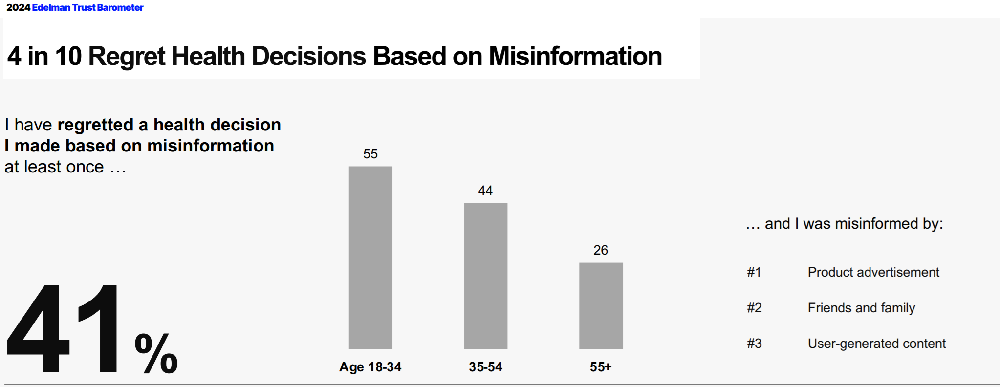 2024 Edelman Trust Barometer
4 in 10 Regret Health Decisions Based on Misinformation
I have regretted a health decision
I made based on misinformation
at least once …
41%
55
44
26
Age 18-34
35-54
55+
… and I was misinformed by:
#1 Product advertisement
#2 Friends and family
#3 User-generated content